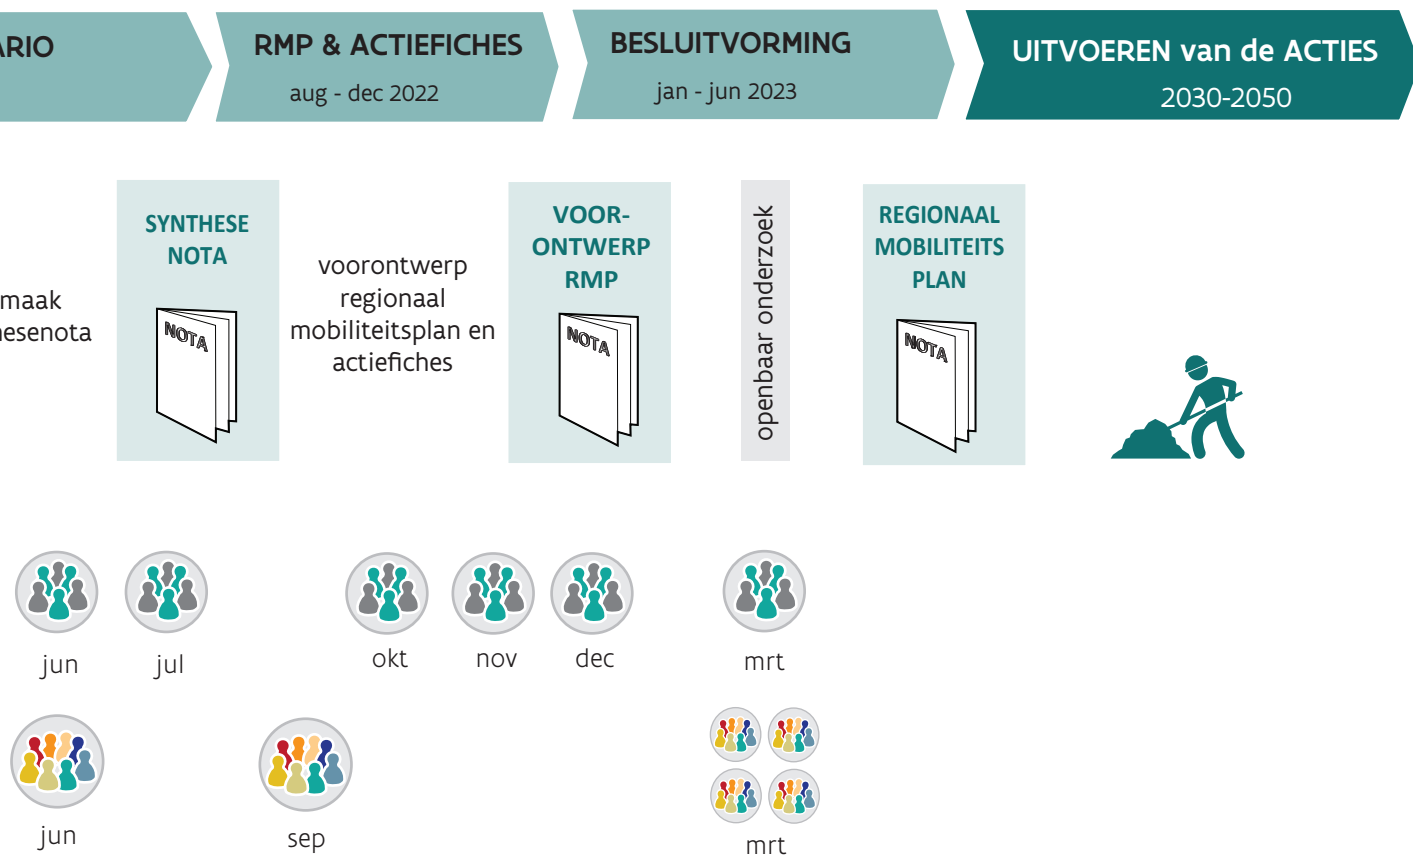 ARIO
RMP & ACTIEFICHES
aug - dec 2022
BESLUITVORMING
jan - jun 2023
UITVOEREN van de ACTIES
2030-2050
maak
hesenota
SYNTHESE
NOTA
NOTA
voorontwerp
regionaal
mobiliteitsplan en
actiefiches
VOOR-
ONTWERP
RMP
NOTA
openbaar onderzoek
REGIONAAL
MOBILITEITS
PLAN
NOTA
jun
jul
okt
nov
dec
mrt
jun
sep
mrt